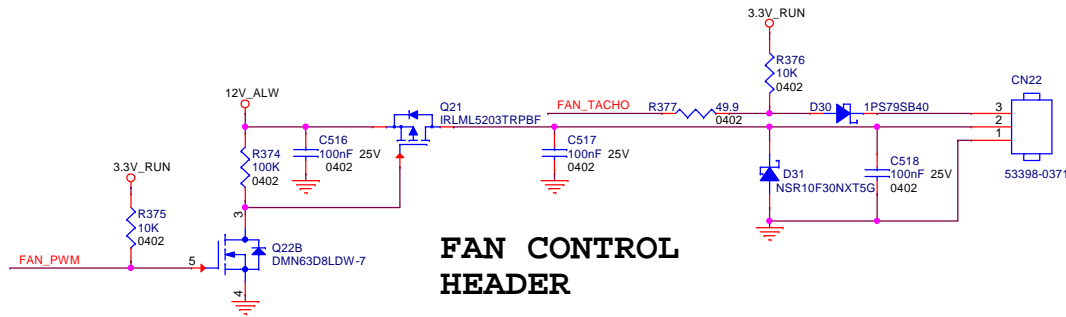 3.3V_RUN
R376
10K
0402
CN22
12V_ALW
Q21
IRLML5203TRPBF
FAN_TACHO
R377
49.9
0402
D30
1PS79SB40
3
2
1
R374
100K
0402
C516
100nF 25V
0402
C517
100nF 25V
0402
C518
100nF 25V
0402
D31
NSR10F30NXT5G
53398-0371
3.3V_RUN
R375
10K
0402
3
Q22B
DMN63D8LDW-7
FAN_PWM
5
4
FAN CONTROL
HEADER